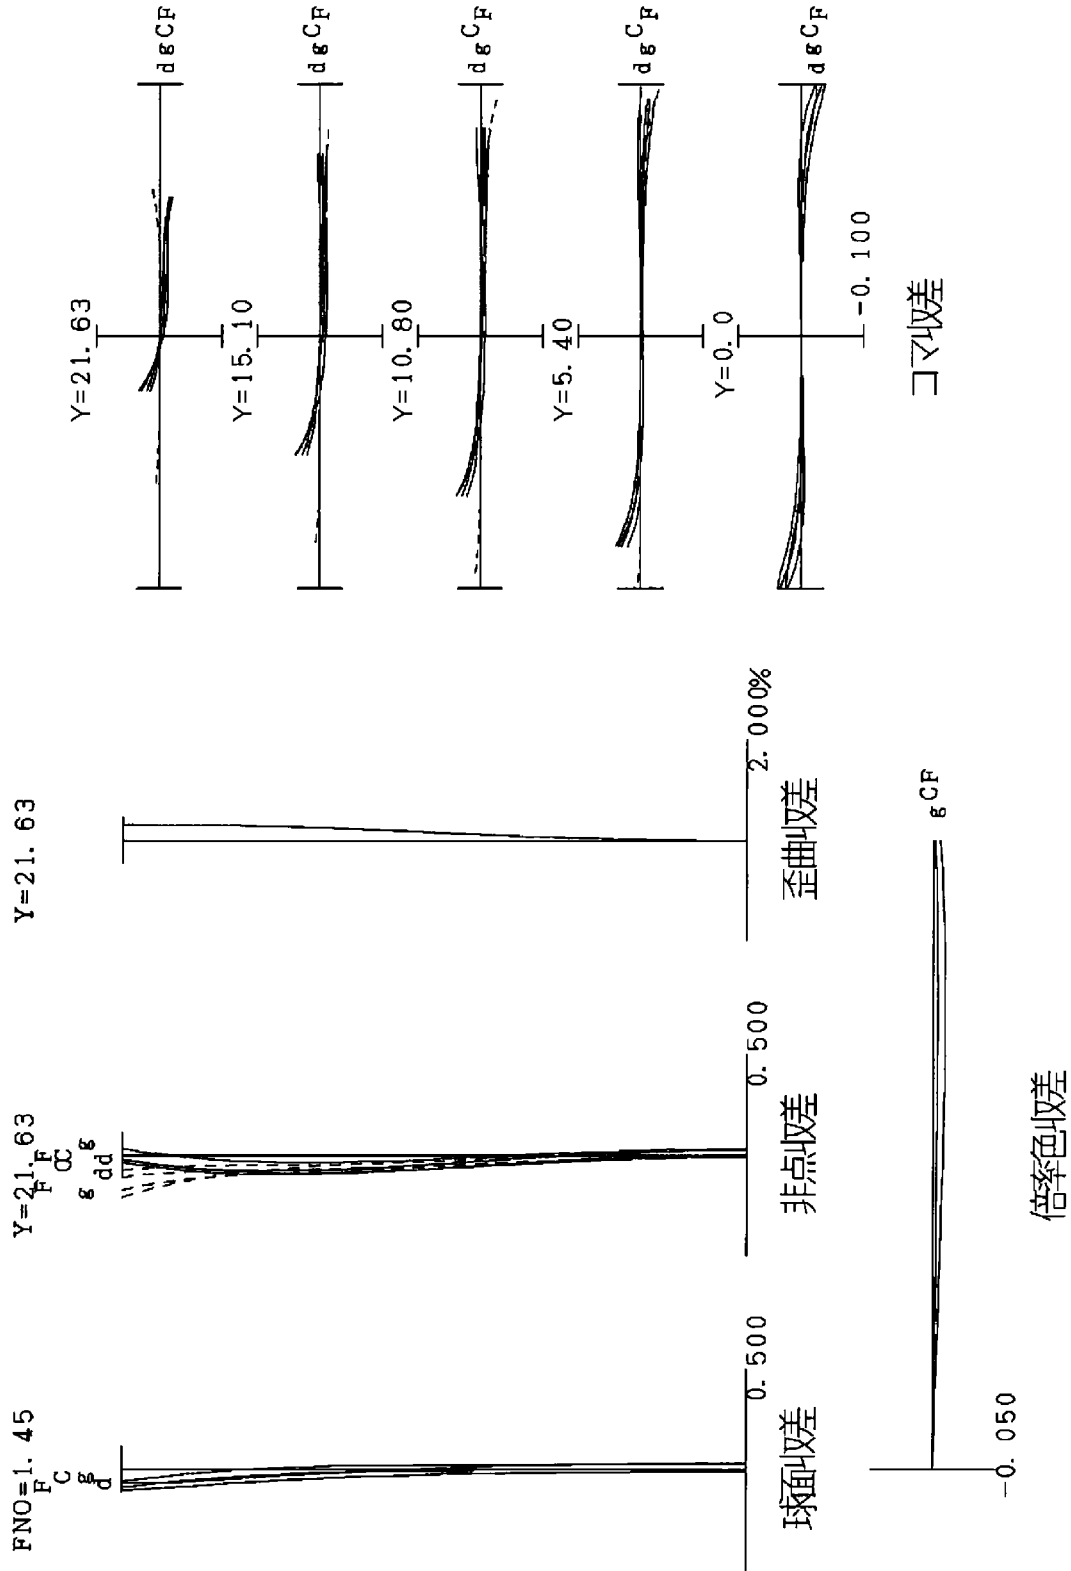 FNO=1.45
F
C
g
d
0.500
球面収差
Y=21.63
F
F
C
C
g
d
d
g
0.500
非点収差
Y=21.63
2.000%
歪曲収差
Y=21.63
d g C F
Y=15.10
d g C F
Y=10.80
d g C F
Y=5.40
d g C F
Y=0.0
d g C F
-0.100
コマ収差
-0.050
g C F
倍率色収差